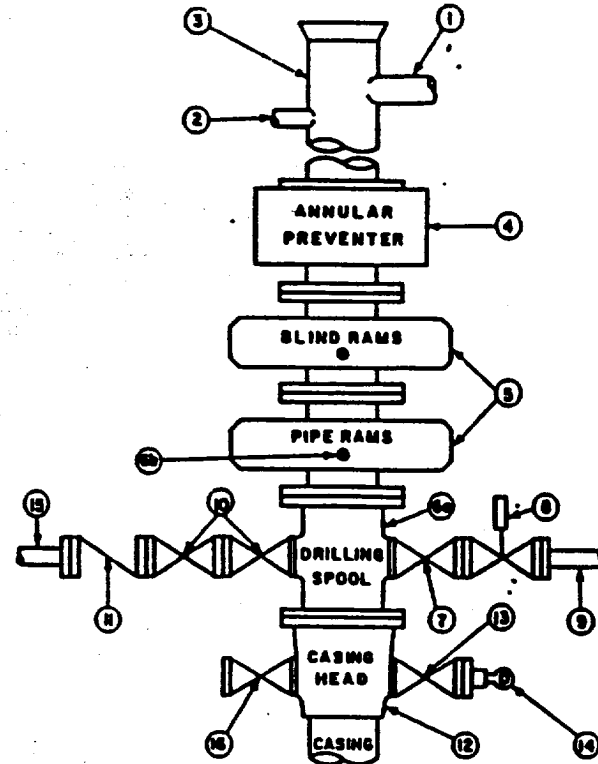 3
1
2
ANNULAR
PREVENTER
4
BLIND RAMS
5
PIPE RAMS
6b
15
10
6a
8
DRILLING
SPOOL
11
7
13
9
CASING
HEAD
16
12
14
CASING